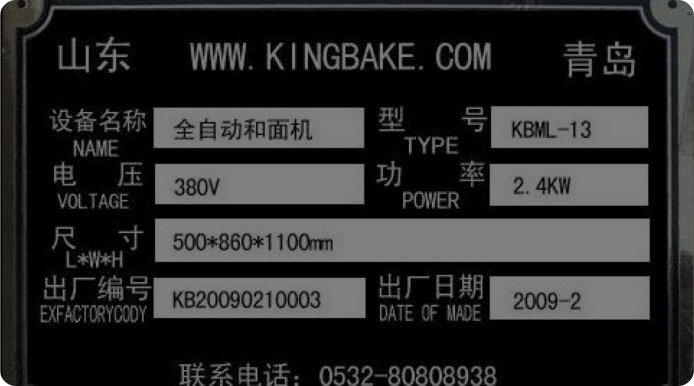 山东 WWW.KINGBAKE.COM 青岛
设备名称 全自动和面机 型号 KBML-13
NAME TYPE
电压 380V 功率 2.4KW
VOLTAGE POWER
尺寸 500*860*1100mm
L*W*H
出厂编号 KB20090210003 出厂日期 2009-2
EXFACTORYCODY DATE OF MADE
联系电话：0532-80808938